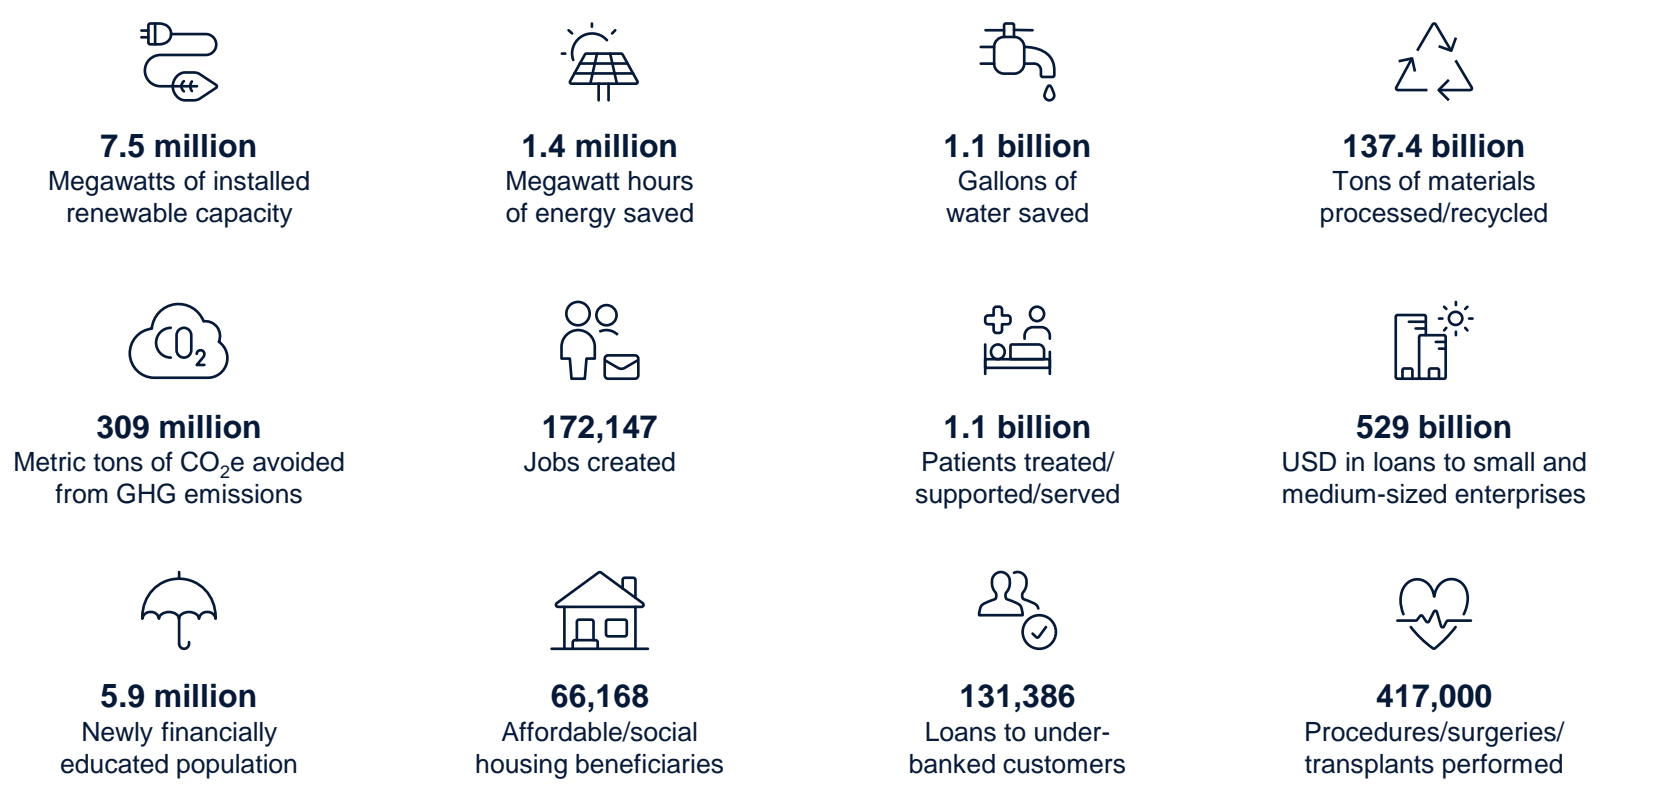 7.5 million
Megawatts of installed
renewable capacity
1.4 million
Megawatt hours
of energy saved
1.1 billion
Gallons of
water saved
137.4 billion
Tons of materials
processed/recycled
CO2
309 million
Metric tons of CO₂e avoided
from GHG emissions
172,147
Jobs created
1.1 billion
Patients treated/
supported/served
529 billion
USD in loans to small and
medium-sized enterprises
5.9 million
Newly financially
educated population
66,168
Affordable/social
housing beneficiaries
131,386
Loans to under-
banked customers
417,000
Procedures/surgeries/
transplants performed